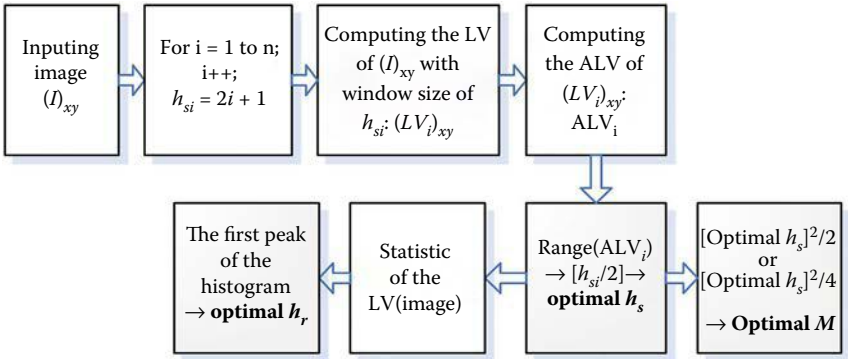 Inputing
image
(I)xy
For i = 1 to n;
i++;
hsi = 2i + 1
Computing the LV
of (I)xy with
window size of
hsi: (LVi)xy
Computing
the ALV of
(LVi)xy:
ALVi
The first peak
of the
histogram
→ optimal hr
Statistic
of the
LV(image)
Range(ALVi)
→ [hsi/2]→
optimal hs
[Optimal hs]²/2
or
[Optimal hs]²/4
→ Optimal M